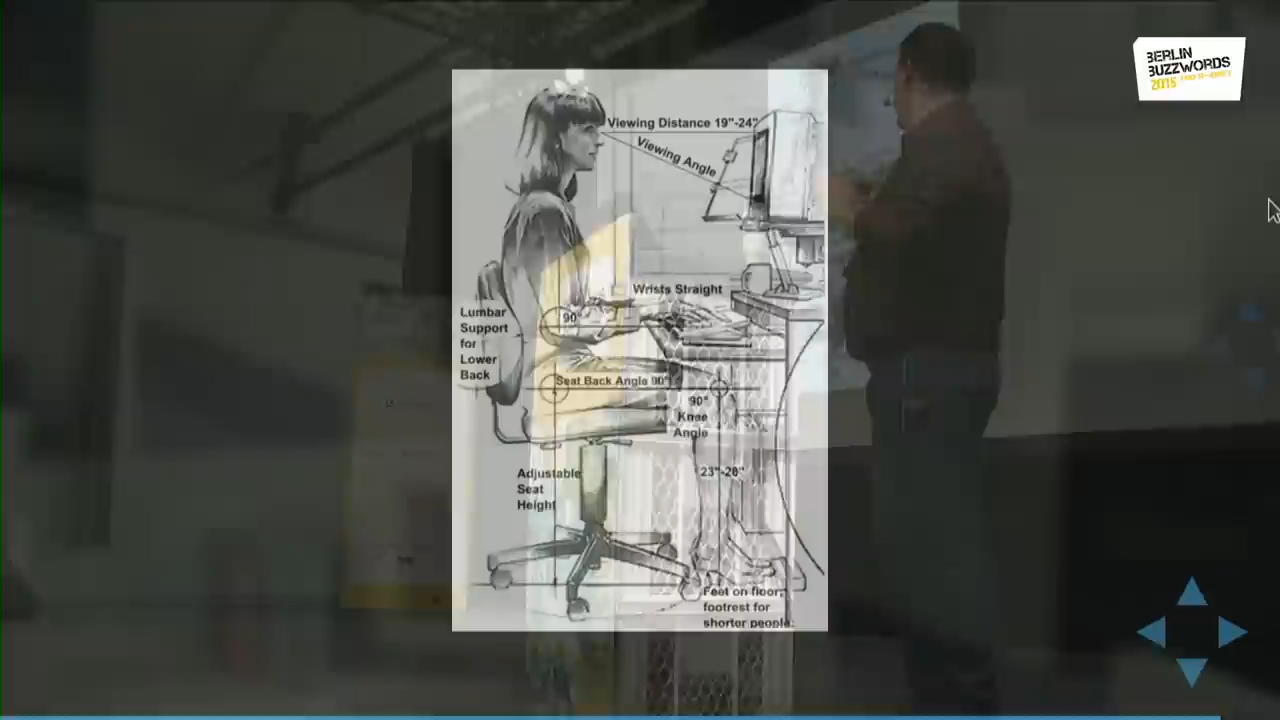 BERLIN
BUZZWORDS
2015
Viewing Distance 19"-24"
Viewing Angle
Wrists Straight
Lumbar
Support
for
Lower
Back
90°
Seat Back Angle 90°
90°
Knee
Angle
Adjustable
Seat
Height
23"-28"
Feet on floor,
footrest for
shorter people.